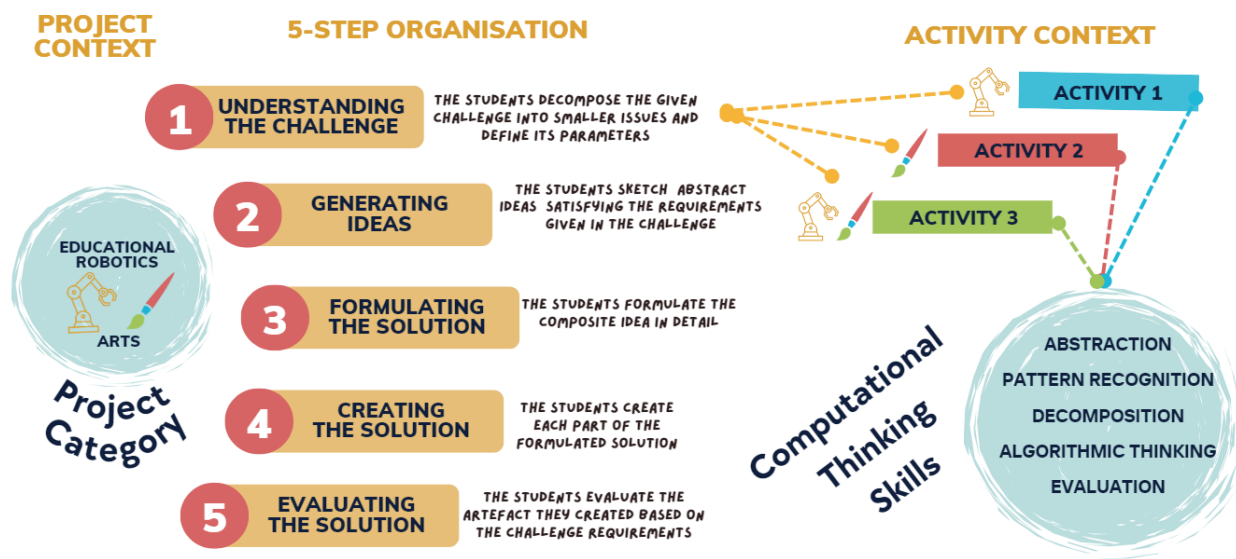 PROJECT
CONTEXT
5-STEP ORGANISATION
ACTIVITY CONTEXT
1
UNDERSTANDING
THE CHALLENGE
THE STUDENTS DECOMPOSE THE GIVEN
CHALLENGE INTO SMALLER ISSUES AND
DEFINE ITS PARAMETERS
2
GENERATING
IDEAS
THE STUDENTS SKETCH ABSTRACT
IDEAS SATISFYING THE REQUIREMENTS
GIVEN IN THE CHALLENGE
3
FORMULATING
THE SOLUTION
THE STUDENTS FORMULATE THE
COMPOSITE IDEA IN DETAIL
4
CREATING
THE SOLUTION
THE STUDENTS CREATE
EACH PART OF THE
FORMULATED SOLUTION
5
EVALUATING
THE SOLUTION
THE STUDENTS EVALUATE THE
ARTEFACT THEY CREATED BASED ON
THE CHALLENGE REQUIREMENTS
EDUCATIONAL
ROBOTICS
ARTS
Project
Category
ACTIVITY 1
ACTIVITY 2
ACTIVITY 3
Computational
Thinking
Skills
ABSTRACTION
PATTERN RECOGNITION
DECOMPOSITION
ALGORITHMIC THINKING
EVALUATION